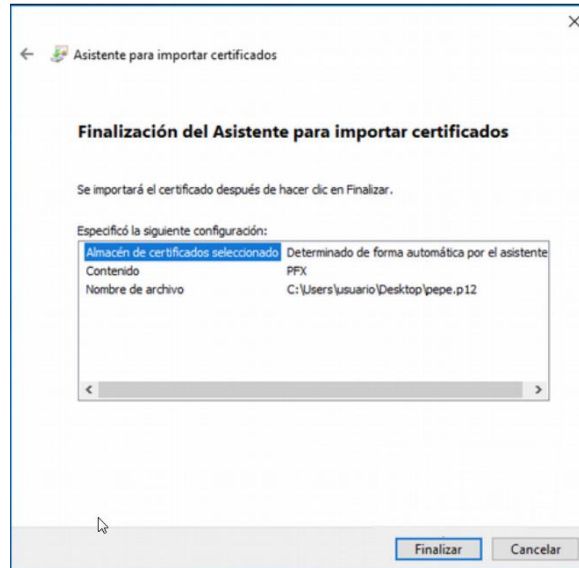 Asistente para importar certificados
Finalización del Asistente para importar certificados
Se importará el certificado después de hacer clic en Finalizar.
Especificó la siguiente configuración:
Almacén de certificados seleccionado Determinado de forma automática por el asistente
Contenido PFX
Nombre de archivo C:\Users\usuario\Desktop\pepe.p12
Finalizar Cancelar